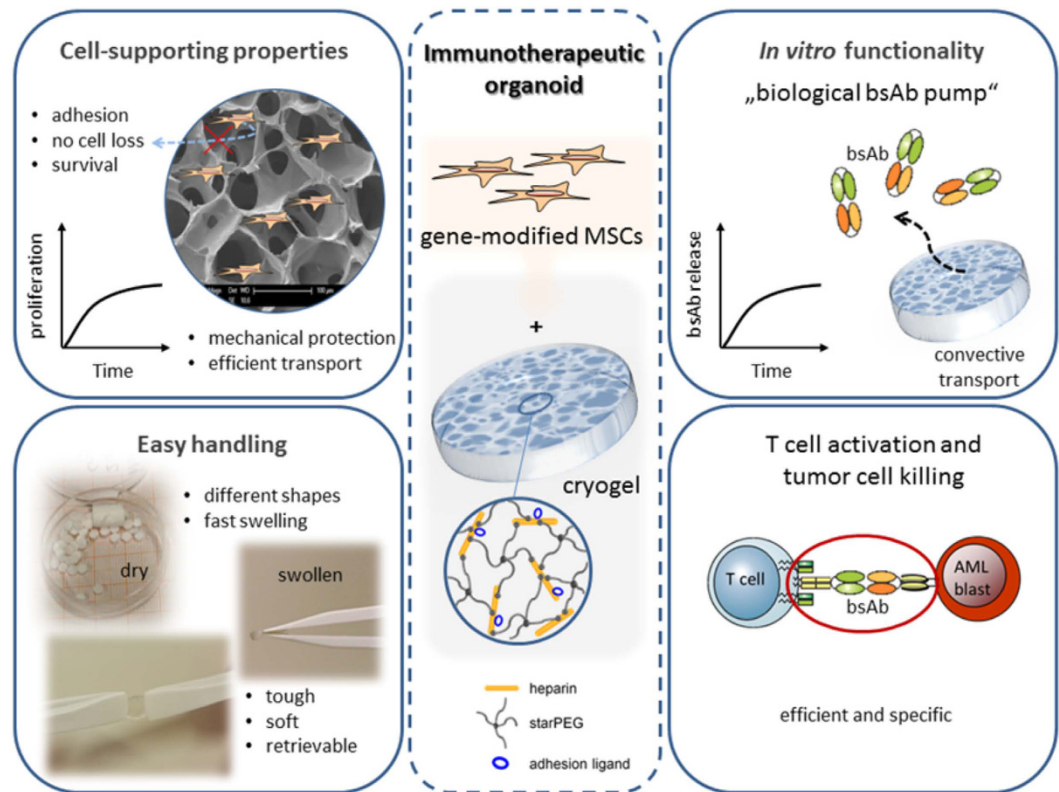 Cell-supporting properties
• adhesion
• no cell loss
• survival
proliferation
Time
• mechanical protection
• efficient transport
Easy handling
• different shapes
• fast swelling
dry
swollen
• tough
• soft
• retrievable
Immunotherapeutic
organoid
gene-modified MSCs
+
cryogel
heparin
starPEG
adhesion ligand
In vitro functionality
„biological bsAb pump“
bsAb
bsAb release
Time
convective
transport
T cell activation and
tumor cell killing
T cell
bsAb
AML
blast
efficient and specific